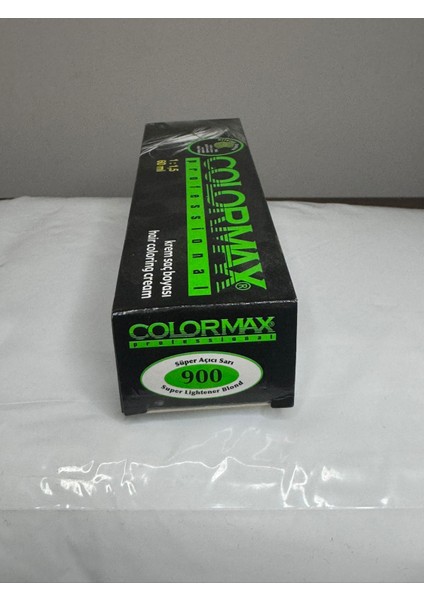 1 : 1,5
60 ml
COLORMAX®
professional
krem saç boyası
hair coloring cream
COLORMAX®
professional
Süper Açıcı Sarı
900
Super Lightener Blond